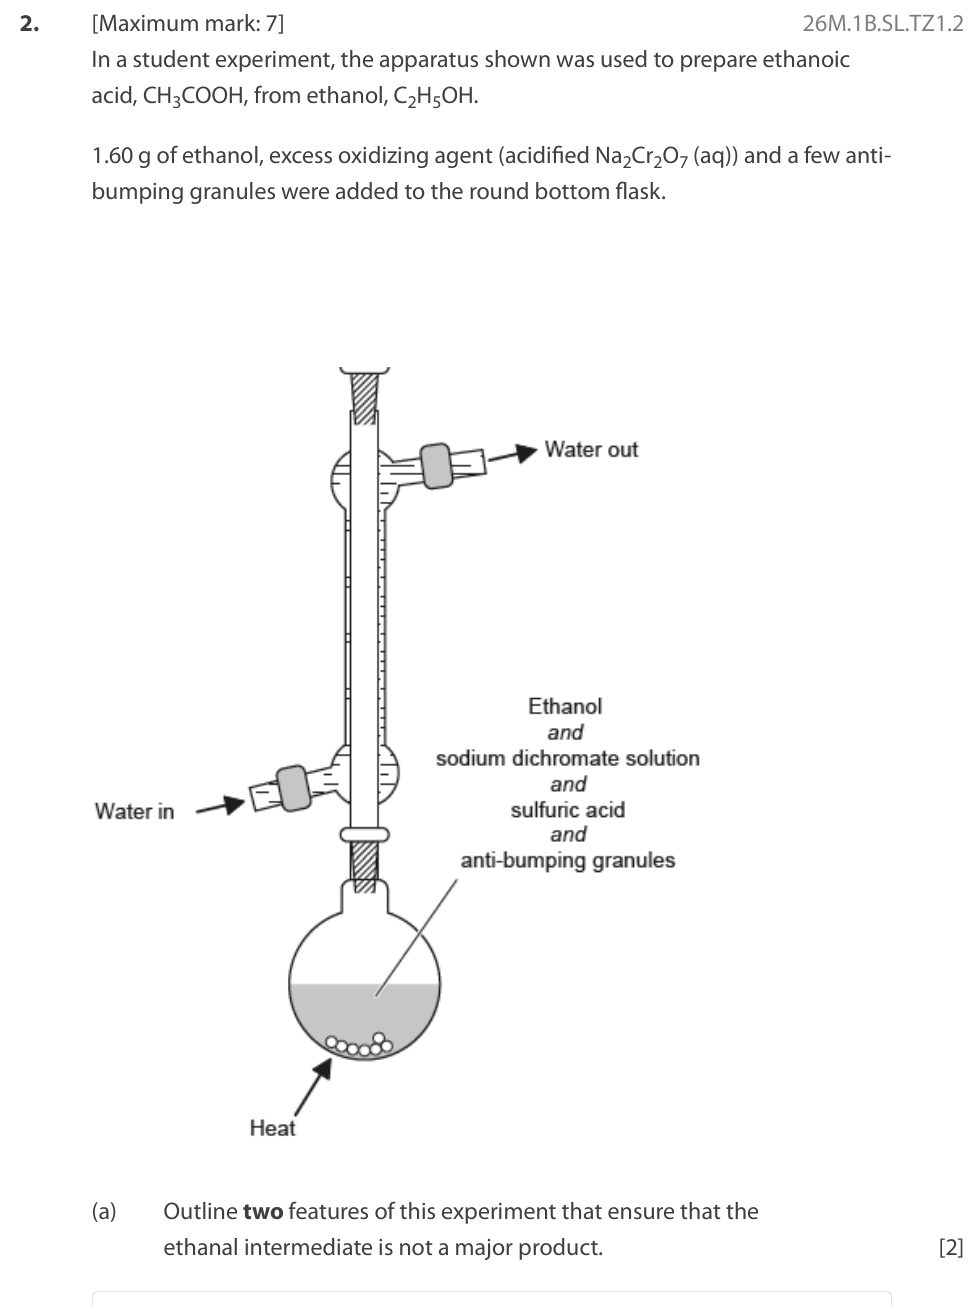 2. [Maximum mark: 7] 26M.1B.SL.TZ1.2
In a student experiment, the apparatus shown was used to prepare ethanoic
acid, CH₃COOH, from ethanol, C₂H₅OH.
1.60 g of ethanol, excess oxidizing agent (acidified Na₂Cr₂O₇ (aq)) and a few anti-
bumping granules were added to the round bottom flask.
Water out
Ethanol
and
sodium dichromate solution
and
sulfuric acid
and
anti-bumping granules
Water in
Heat
(a) Outline two features of this experiment that ensure that the
ethanal intermediate is not a major product. [2]